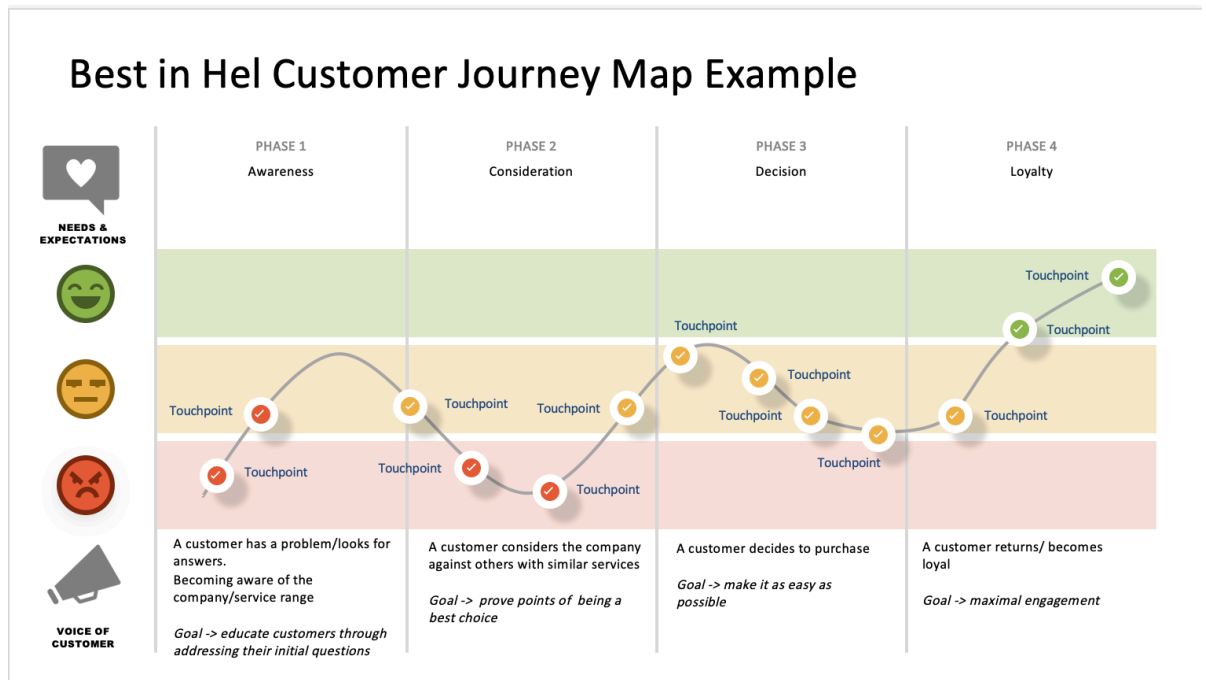 Best in Hel Customer Journey Map Example
PHASE 1
Awareness
PHASE 2
Consideration
PHASE 3
Decision
PHASE 4
Loyalty
NEEDS &
EXPECTATIONS
Touchpoint
Touchpoint
Touchpoint
Touchpoint
Touchpoint
Touchpoint
Touchpoint
Touchpoint
Touchpoint
Touchpoint
Touchpoint
Touchpoint
Touchpoint
A customer has a problem/looks for
answers.
Becoming aware of the
company/service range
Goal -> educate customers through
addressing their initial questions
A customer considers the company
against others with similar services
Goal -> prove points of being a
best choice
A customer decides to purchase
Goal -> make it as easy as
possible
A customer returns/ becomes
loyal
Goal -> maximal engagement
VOICE OF
CUSTOMER